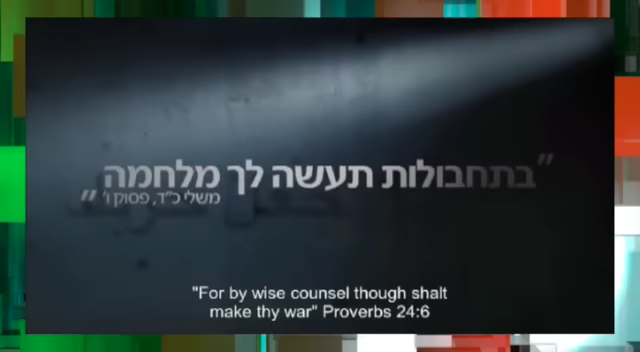 "בתחבולות תעשה לך מלחמה"
משלי כ"ד, פסוק ו'
"For by wise counsel though shalt
make thy war" Proverbs 24:6